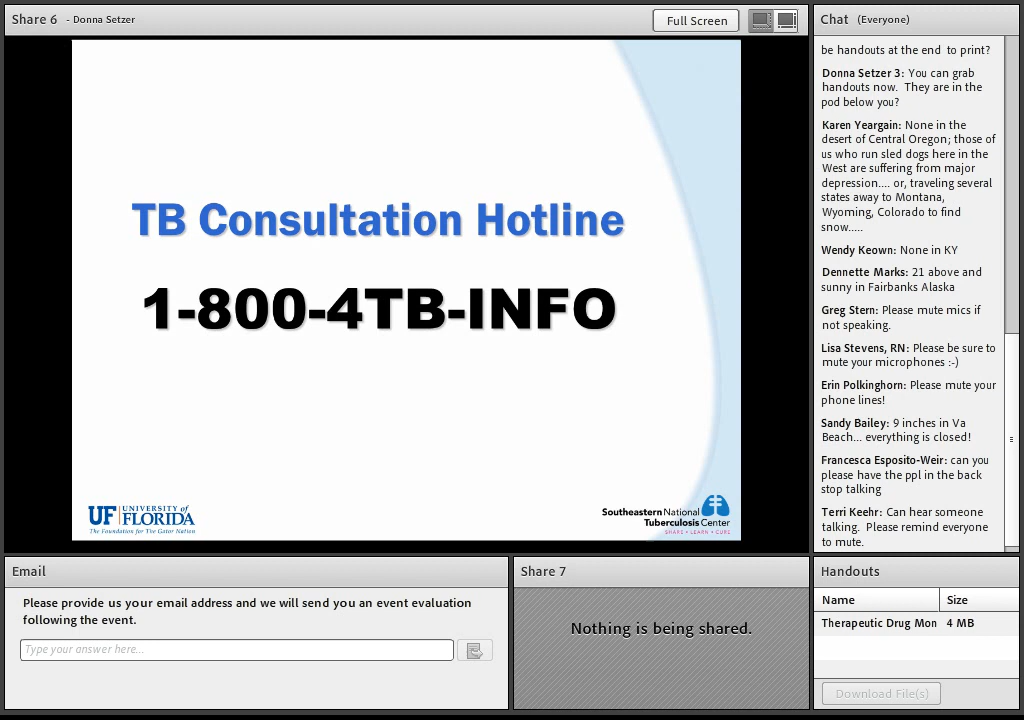 Share 6 - Donna Setzer
Full Screen
TB Consultation Hotline
1-800-4TB-INFO
UF UNIVERSITY of
FLORIDA
The Foundation for The Gator Nation
Southeastern National
Tuberculosis Center
SHARE • LEARN • CURE
Chat (Everyone)
be handouts at the end to print?
Donna Setzer 3: You can grab
handouts now. They are in the
pod below you?
Karen Yeargain: None in the
desert of Central Oregon; those of
us who run sled dogs here in the
West are suffering from major
depression.... or, traveling several
states away to Montana,
Wyoming, Colorado to find
snow.....
Wendy Keown: None in KY
Dennette Marks: 21 above and
sunny in Fairbanks Alaska
Greg Stern: Please mute mics if
not speaking.
Lisa Stevens, RN: Please be sure to
mute your microphones :-)
Erin Polkinghorn: Please mute your
phone lines!
Sandy Bailey: 9 inches in Va
Beach... everything is closed!
Francesca Esposito-Weir: can you
please have the ppl in the back
stop talking
Terri Keehr: Can hear someone
talking. Please remind everyone
to mute.
Email
Please provide us your email address and we will send you an event evaluation
following the event.
Type your answer here...
Share 7
Nothing is being shared.
Handouts
Name Size
Therapeutic Drug Mon 4 MB
Download File(s)